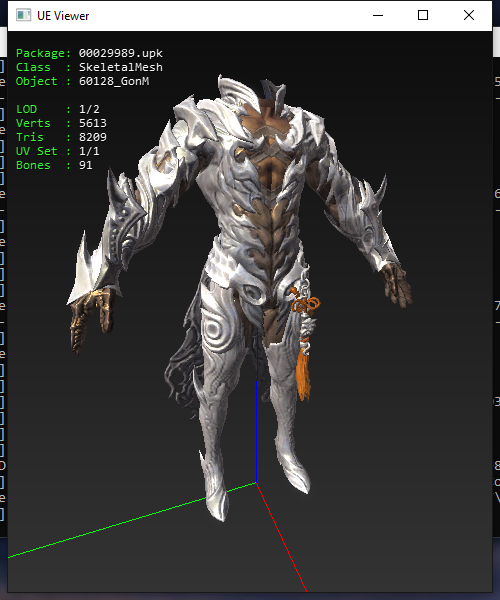 UE Viewer
Package: 00029989.upk
Class : SkeletalMesh
Object : 60128_GonM
LOD : 1/2
Verts : 5613
Tris : 8209
UV Set : 1/1
Bones : 91